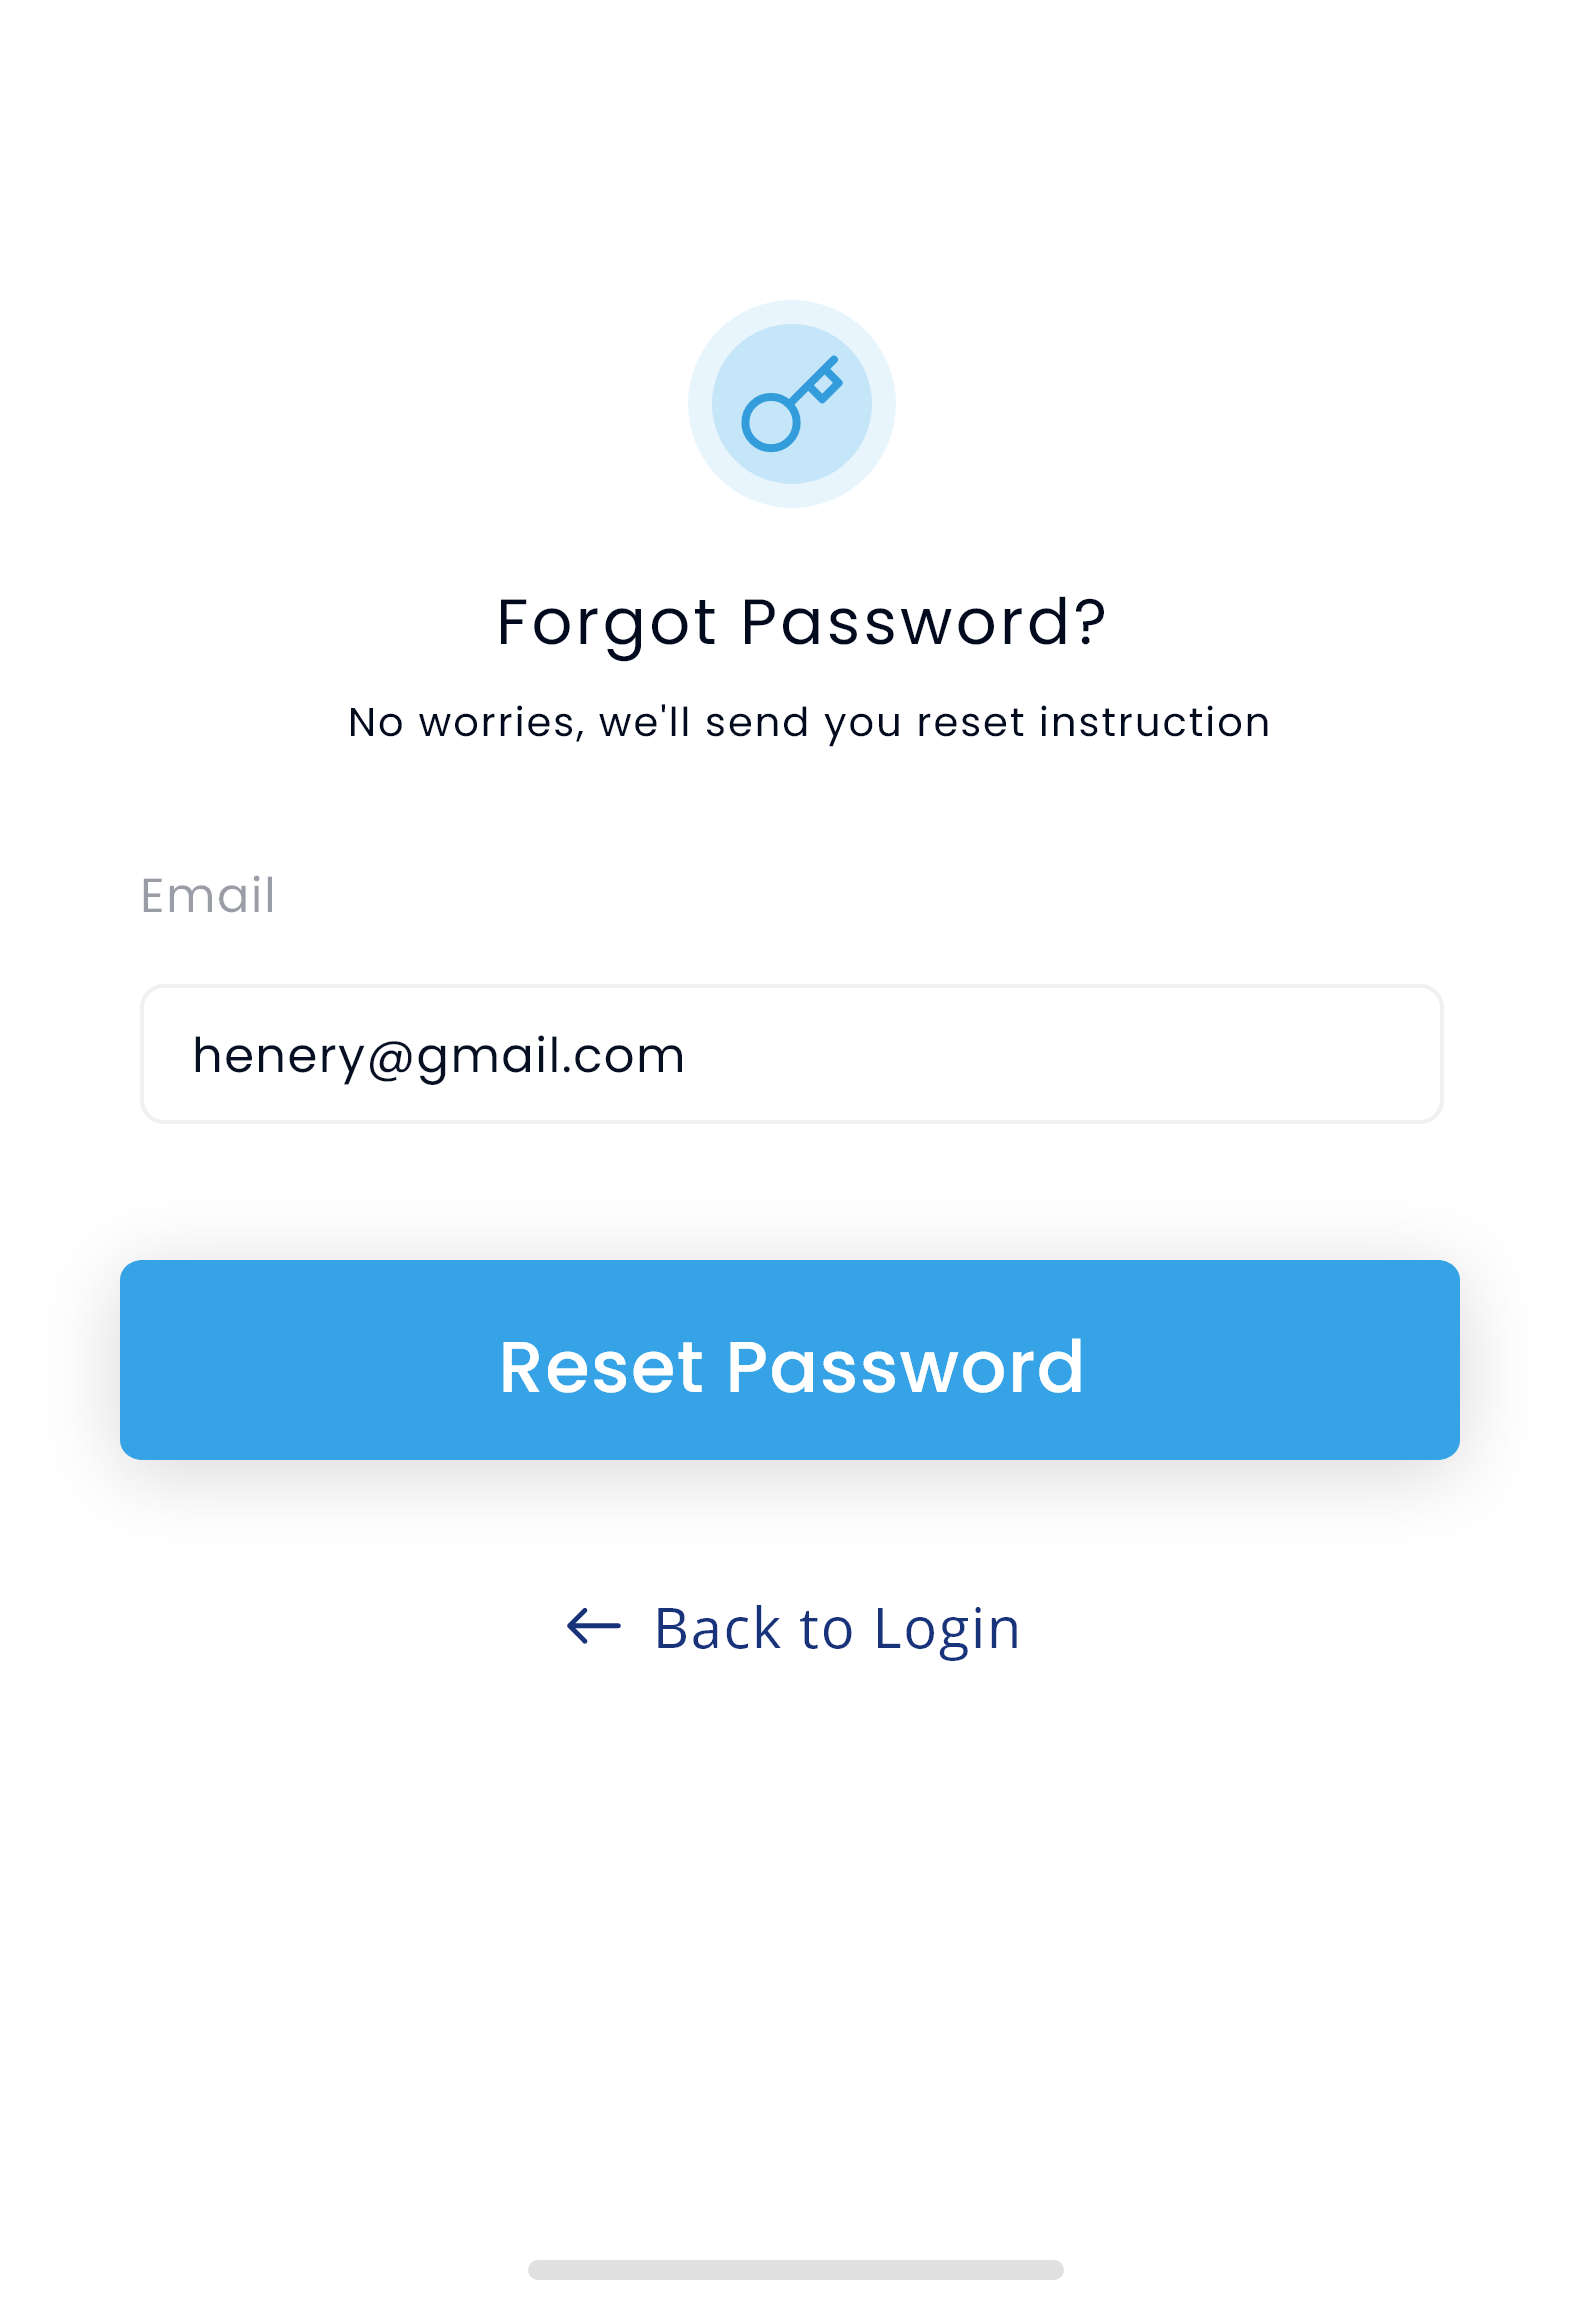 Forgot Password?
No worries, we'll send you reset instruction
Email
henery@gmail.com
Reset Password
Back to Login